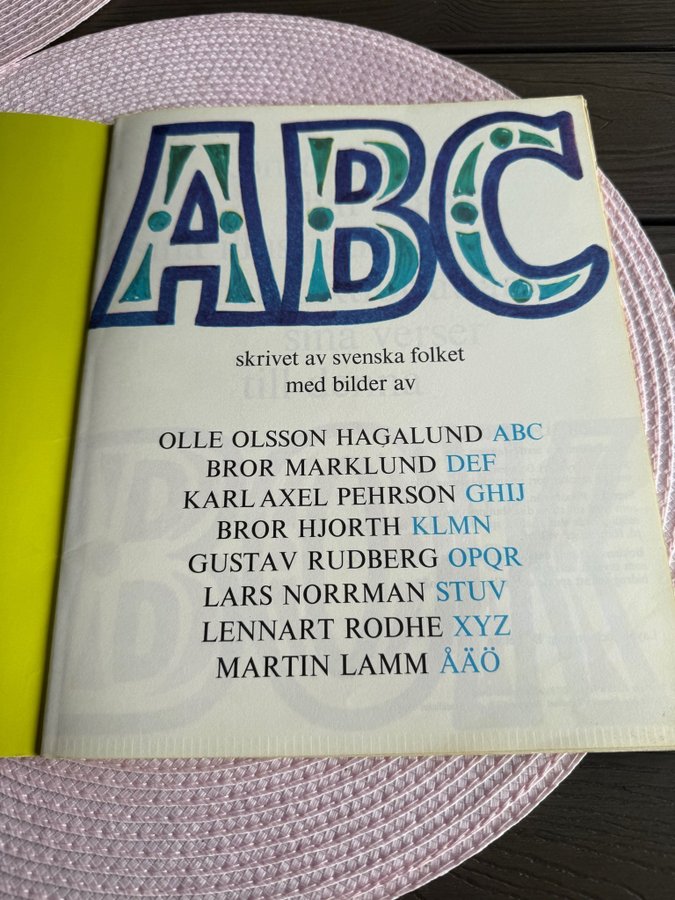 ABC
skrivet av svenska folket
med bilder av
OLLE OLSSON HAGALUND ABC
BROR MARKLUND DEF
KARL AXEL PEHRSON GHIJ
BROR HJORTH KLMN
GUSTAV RUDBERG OPQR
LARS NORRMAN STUV
LENNART RODHE XYZ
MARTIN LAMM ÅÄÖ